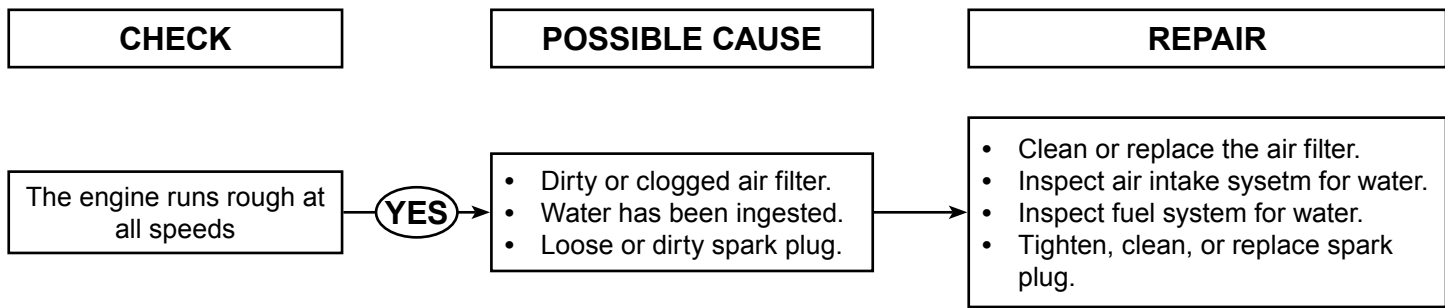 CHECK
POSSIBLE CAUSE
REPAIR
The engine runs rough at
all speeds
YES
• Dirty or clogged air filter.
• Water has been ingested.
• Loose or dirty spark plug.
• Clean or replace the air filter.
• Inspect air intake sysetm for water.
• Inspect fuel system for water.
• Tighten, clean, or replace spark
plug.